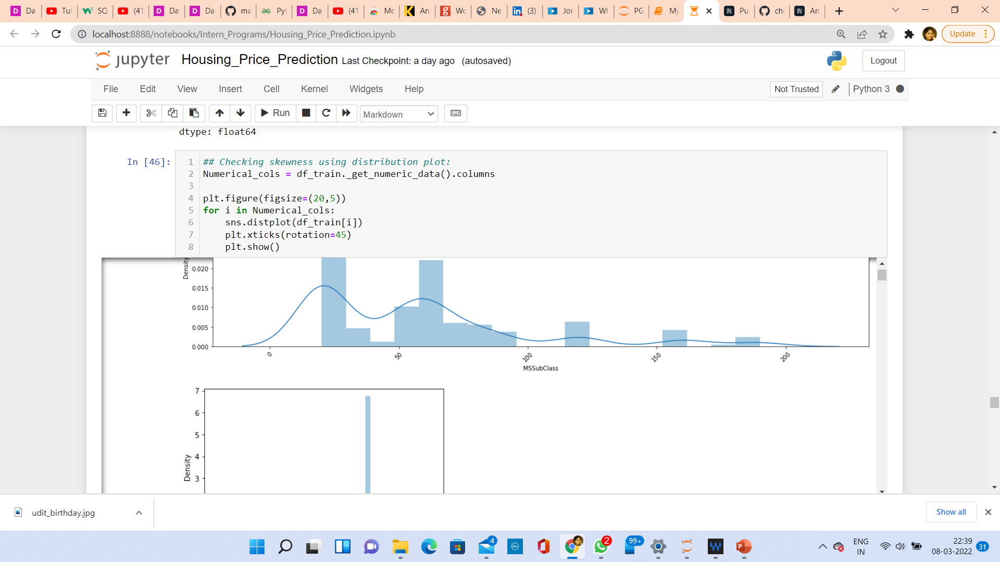 Da Tut SQ (41 Da Da ma Pyt Da (41 Mc An Wc Ne (3) Joi Wh PG My Pu ch An
localhost:8888/notebooks/Intern_Programs/Housing_Price_Prediction.ipynb
Update
jupyter Housing_Price_Prediction Last Checkpoint: a day ago (autosaved)
Logout
File Edit View Insert Cell Kernel Widgets Help
Not Trusted Python 3
Run Markdown
dtype: float64
In [46]:
1 ## Checking skewness using distribution plot:
2 Numerical_cols = df_train._get_numeric_data().columns
3
4 plt.figure(figsize=(20,5))
5 for i in Numerical_cols:
6     sns.distplot(df_train[i])
7     plt.xticks(rotation=45)
8     plt.show()
Density
0.020
0.015
0.010
0.005
0.000
0 50 100 150 200
MSSubClass
7
6
5
4
3
Density
udit_birthday.jpg
Show all
4 DELL 2 99+ P
ENG
IN
22:39
08-03-2022
31